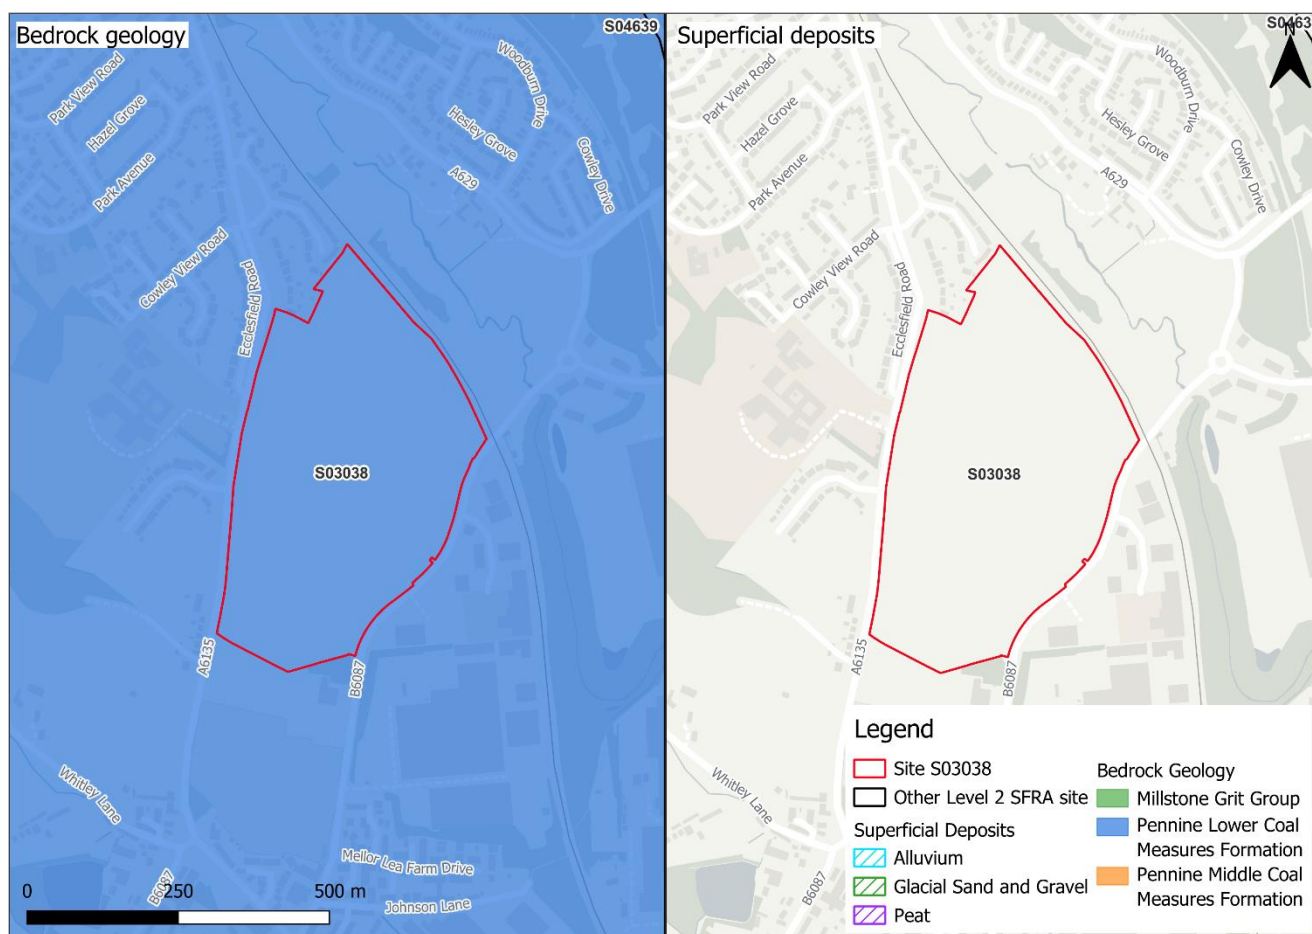 Bedrock geology
S04639
Park View Road
Hazel Grove
Park Avenue
Woodburn Drive
Hesley Grove
A629
Cowley Drive
Cowley View Road
Ecclesfield Road
S03038
A6135
B6087
Whitley Lane
B6087
Mellor Lea Farm Drive
Johnson Lane
0 250 500 m
Superficial deposits
S0463
N
Park View Road
Hazel Grove
Park Avenue
Woodburn Drive
Hesley Grove
A629
Cowley Drive
Cowley View Road
Ecclesfield Road
S03038
A6135
B6087
Whitley Lane
B6087
Legend
Site S03038
Other Level 2 SFRA site
Superficial Deposits
Alluvium
Glacial Sand and Gravel
Peat
Bedrock Geology
Millstone Grit Group
Pennine Lower Coal
Measures Formation
Pennine Middle Coal
Measures Formation